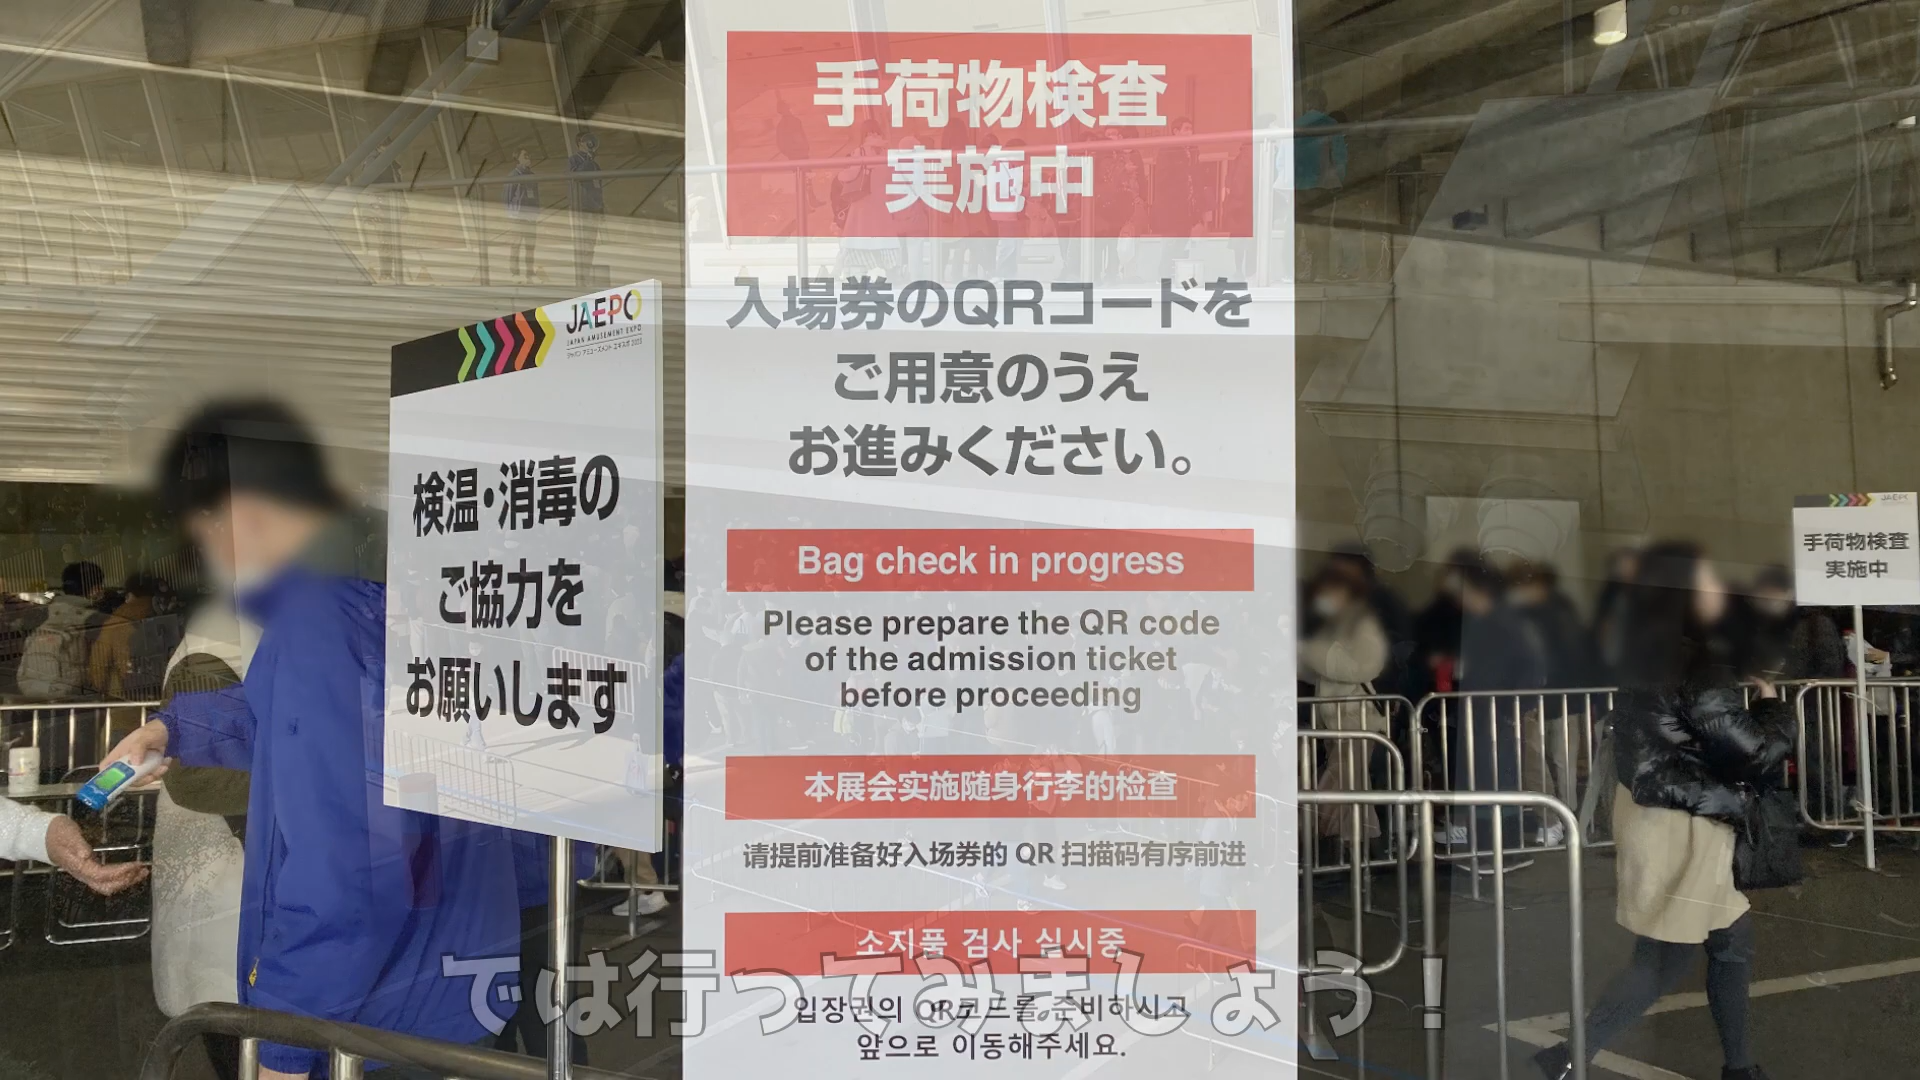 手荷物検査
実施中
入場券のQRコードを
ご用意のうえ
お進みください。
Bag check in progress
Please prepare the QR code
of the admission ticket
before proceeding
本展会实施随身行李的检查
请提前准备好入场券的 QR 扫描码有序前进
소지품 검사 실시중
입장권의 QR코드를 준비하시고
앞으로 이동해주세요.
JAEPO
JAPAN AMUSEMENT EXPO
検温・消毒の
ご協力を
お願いします
JAEPO
手荷物検査
実施中
では行ってみましょう！